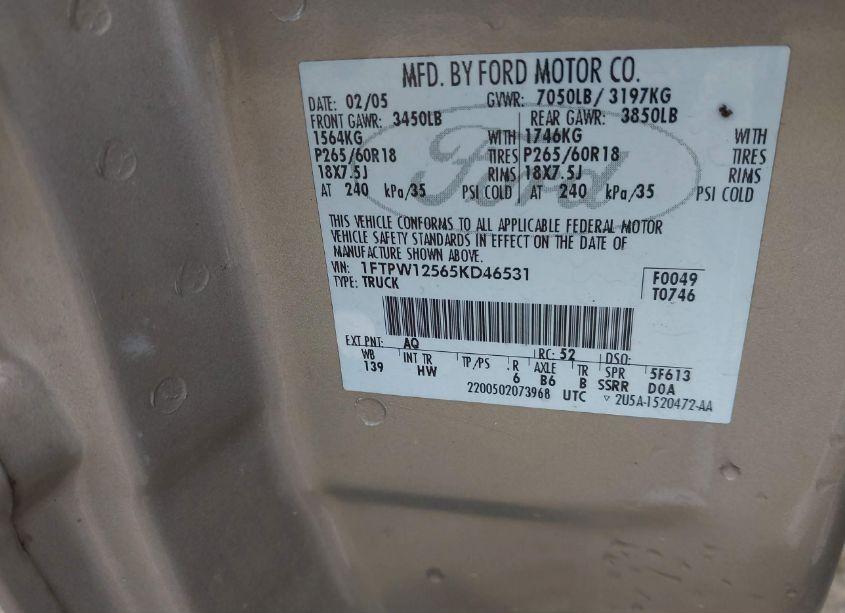 MFD. BY FORD MOTOR CO.
DATE: 02/05 GVWR: 7050LB / 3197KG
FRONT GAWR: 3450LB REAR GAWR: 3850LB
1564KG WITH 1746KG WITH
P265/60R18 TIRES P265/60R18 TIRES
18X7.5J RIMS 18X7.5J RIMS
AT 240 kPa/35 PSI COLD AT 240 kPa/35 PSI COLD
Ford
THIS VEHICLE CONFORMS TO ALL APPLICABLE FEDERAL MOTOR
VEHICLE SAFETY STANDARDS IN EFFECT ON THE DATE OF
MANUFACTURE SHOWN ABOVE.
VIN: 1FTPW12565KD46531 F0049
TYPE: TRUCK T0746
EXT PNT: AQ RC: 52 DSO:
WB INT TR TP/PS R AXLE TR SPR 5F613
139 HW 6 B6 B SSRR D0A
2200502073968 UTC ▽ 2U5A-1520472-AA